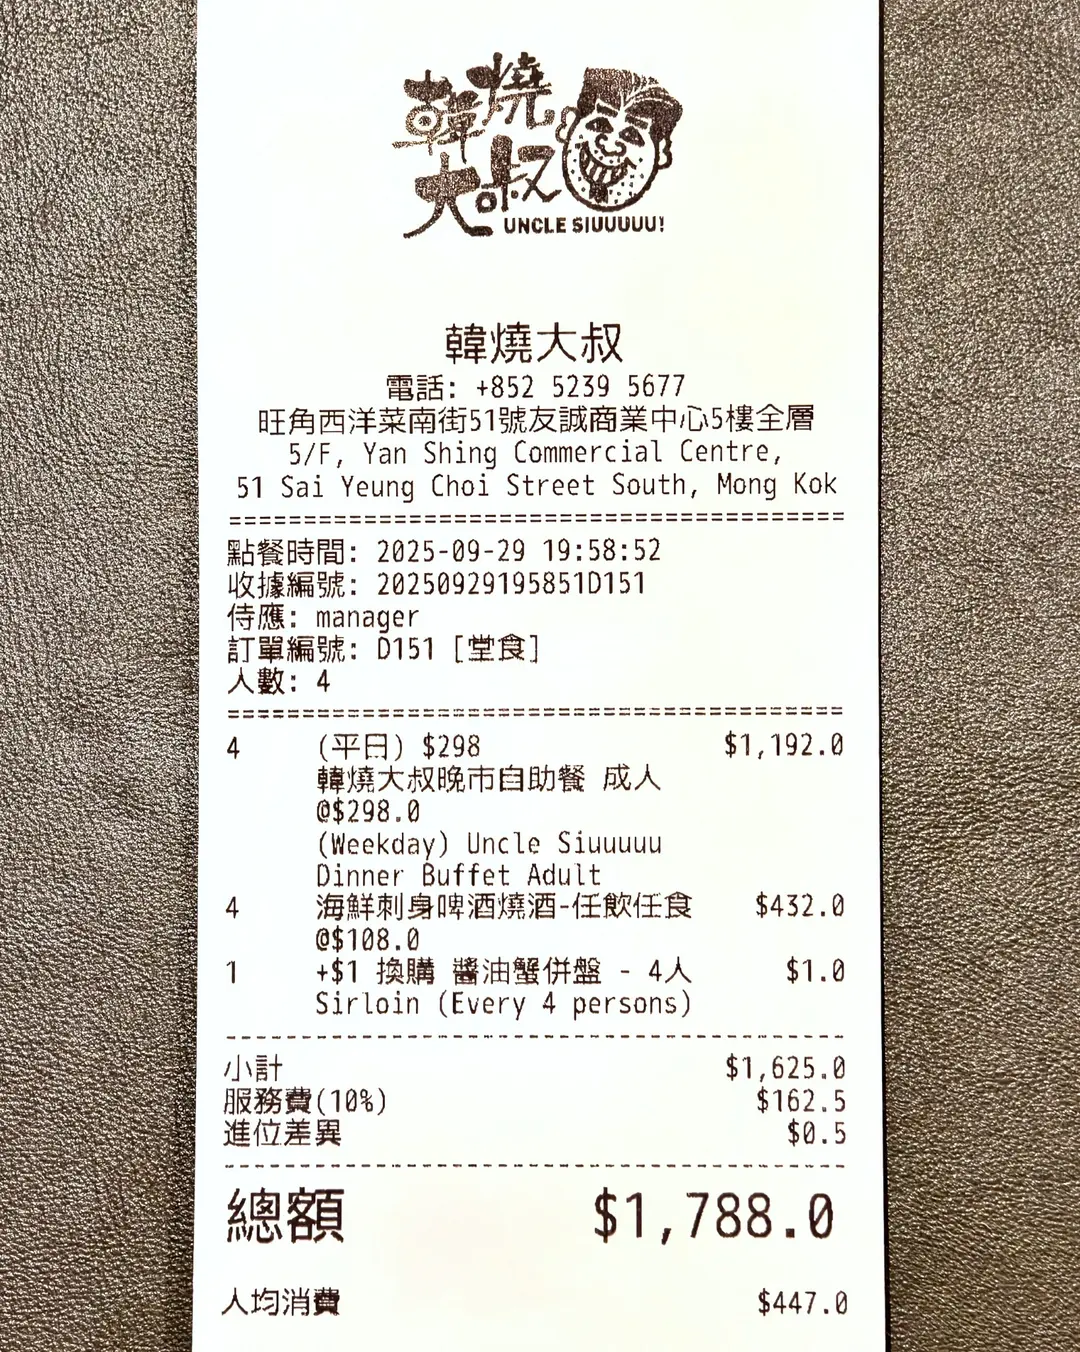 韓燒
大叔
UNCLE SIUUUUU!
韓燒大叔
電話: +852 5239 5677
旺角西洋菜南街51號友誠商業中心5樓全層
5/F, Yan Shing Commercial Centre,
51 Sai Yeung Choi Street South, Mong Kok
點餐時間: 2025-09-29 19:58:52
收據編號: 20250929195851D151
侍應: manager
訂單編號: D151 [堂食]
人數: 4
4 (平日) $298 $1,192.0
韓燒大叔晚市自助餐 成人
@$298.0
(Weekday) Uncle Siuuuuu
Dinner Buffet Adult
4 海鮮刺身啤酒燒酒-任飲任食 $432.0
@$108.0
1 +$1 換購 醬油蟹併盤 - 4人 $1.0
Sirloin (Every 4 persons)
小計 $1,625.0
服務費(10%) $162.5
進位差異 $0.5
總額 $1,788.0
人均消費 $447.0